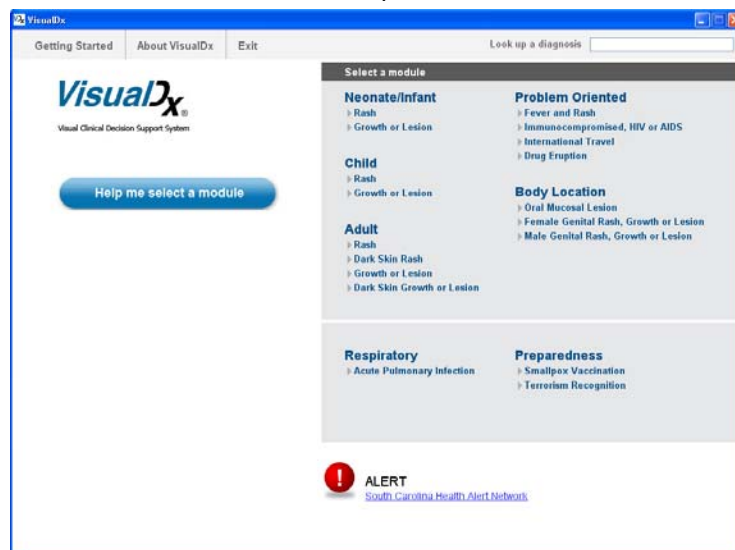 VisualDx
Getting Started About VisualDx Exit Look up a diagnosis
VisualDx®
Visual Clinical Decision Support System
Help me select a module
Select a module
Neonate/Infant
Rash
Growth or Lesion
Child
Rash
Growth or Lesion
Adult
Rash
Dark Skin Rash
Growth or Lesion
Dark Skin Growth or Lesion
Problem Oriented
Fever and Rash
Immunocompromised, HIV or AIDS
International Travel
Drug Eruption
Body Location
Oral Mucosal Lesion
Female Genital Rash, Growth or Lesion
Male Genital Rash, Growth or Lesion
Respiratory
Acute Pulmonary Infection
Preparedness
Smallpox Vaccination
Terrorism Recognition
ALERT
South Carolina Health Alert Network